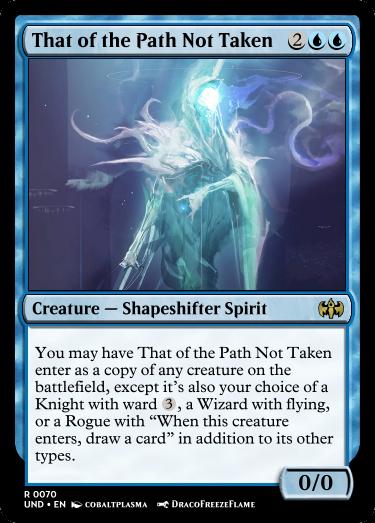 That of the Path Not Taken 2
Creature — Shapeshifter Spirit
You may have That of the Path Not Taken
enter as a copy of any creature on the
battlefield, except it's also your choice of a
Knight with ward 3, a Wizard with flying,
or a Rogue with “When this creature
enters, draw a card” in addition to its other
types.
0/0
R 0070
UND • EN COBALTPLASMA DRACOFREEZEFLAME